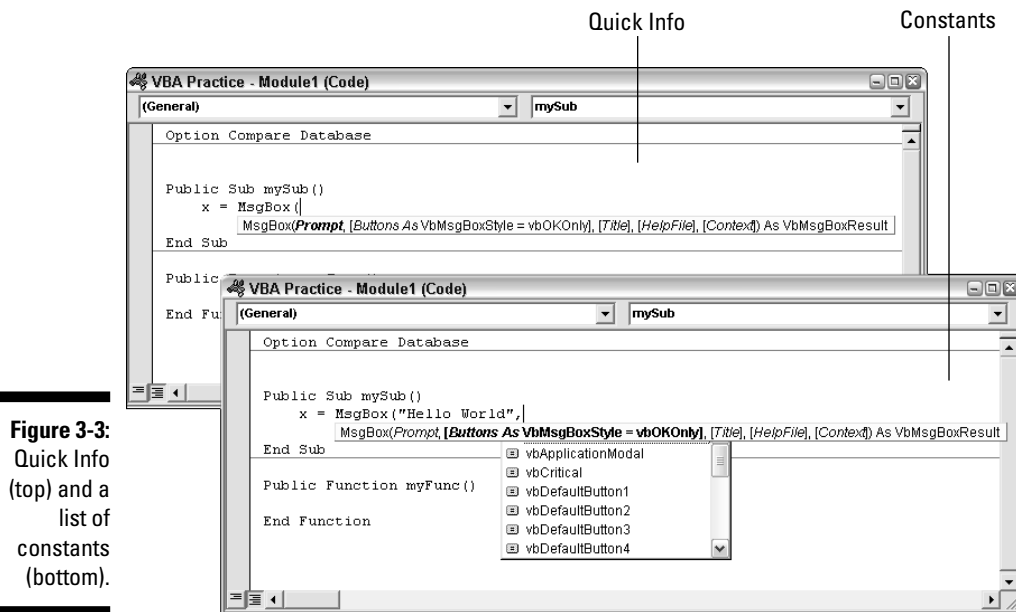 Quick Info
Constants
VBA Practice - Module1 (Code)
(General)
mySub
Option Compare Database
Public Sub mySub()
x = MsgBox(
MsgBox(Prompt, [Buttons As VbMsgBoxStyle = vbOKOnly], [Title], [HelpFile], [Context]) As VbMsgBoxResult
End Sub
Public
End Fu
VBA Practice - Module1 (Code)
(General)
mySub
Option Compare Database
Public Sub mySub()
x = MsgBox("Hello World",
MsgBox(Prompt, [Buttons As VbMsgBoxStyle = vbOKOnly], [Title], [HelpFile], [Context]) As VbMsgBoxResult
End Sub
vbApplicationModal
vbCritical
vbDefaultButton1
vbDefaultButton2
vbDefaultButton3
vbDefaultButton4
Public Function myFunc()
End Function
Figure 3-3:
Quick Info
(top) and a
list of
constants
(bottom).